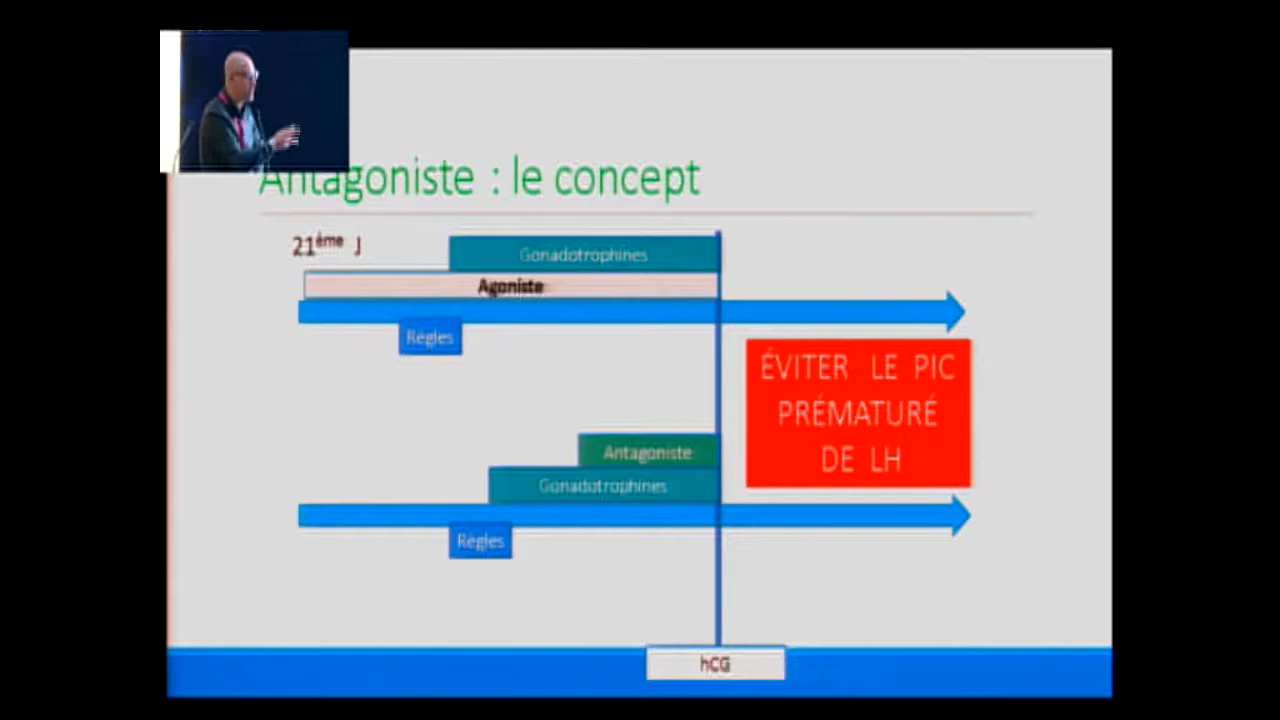 Antagoniste : le concept
21ème J
Gonadotrophines
Agoniste
Règles
ÉVITER LE PIC
PRÉMATURÉ
DE LH
Antagoniste
Gonadotrophines
Règles
hCG